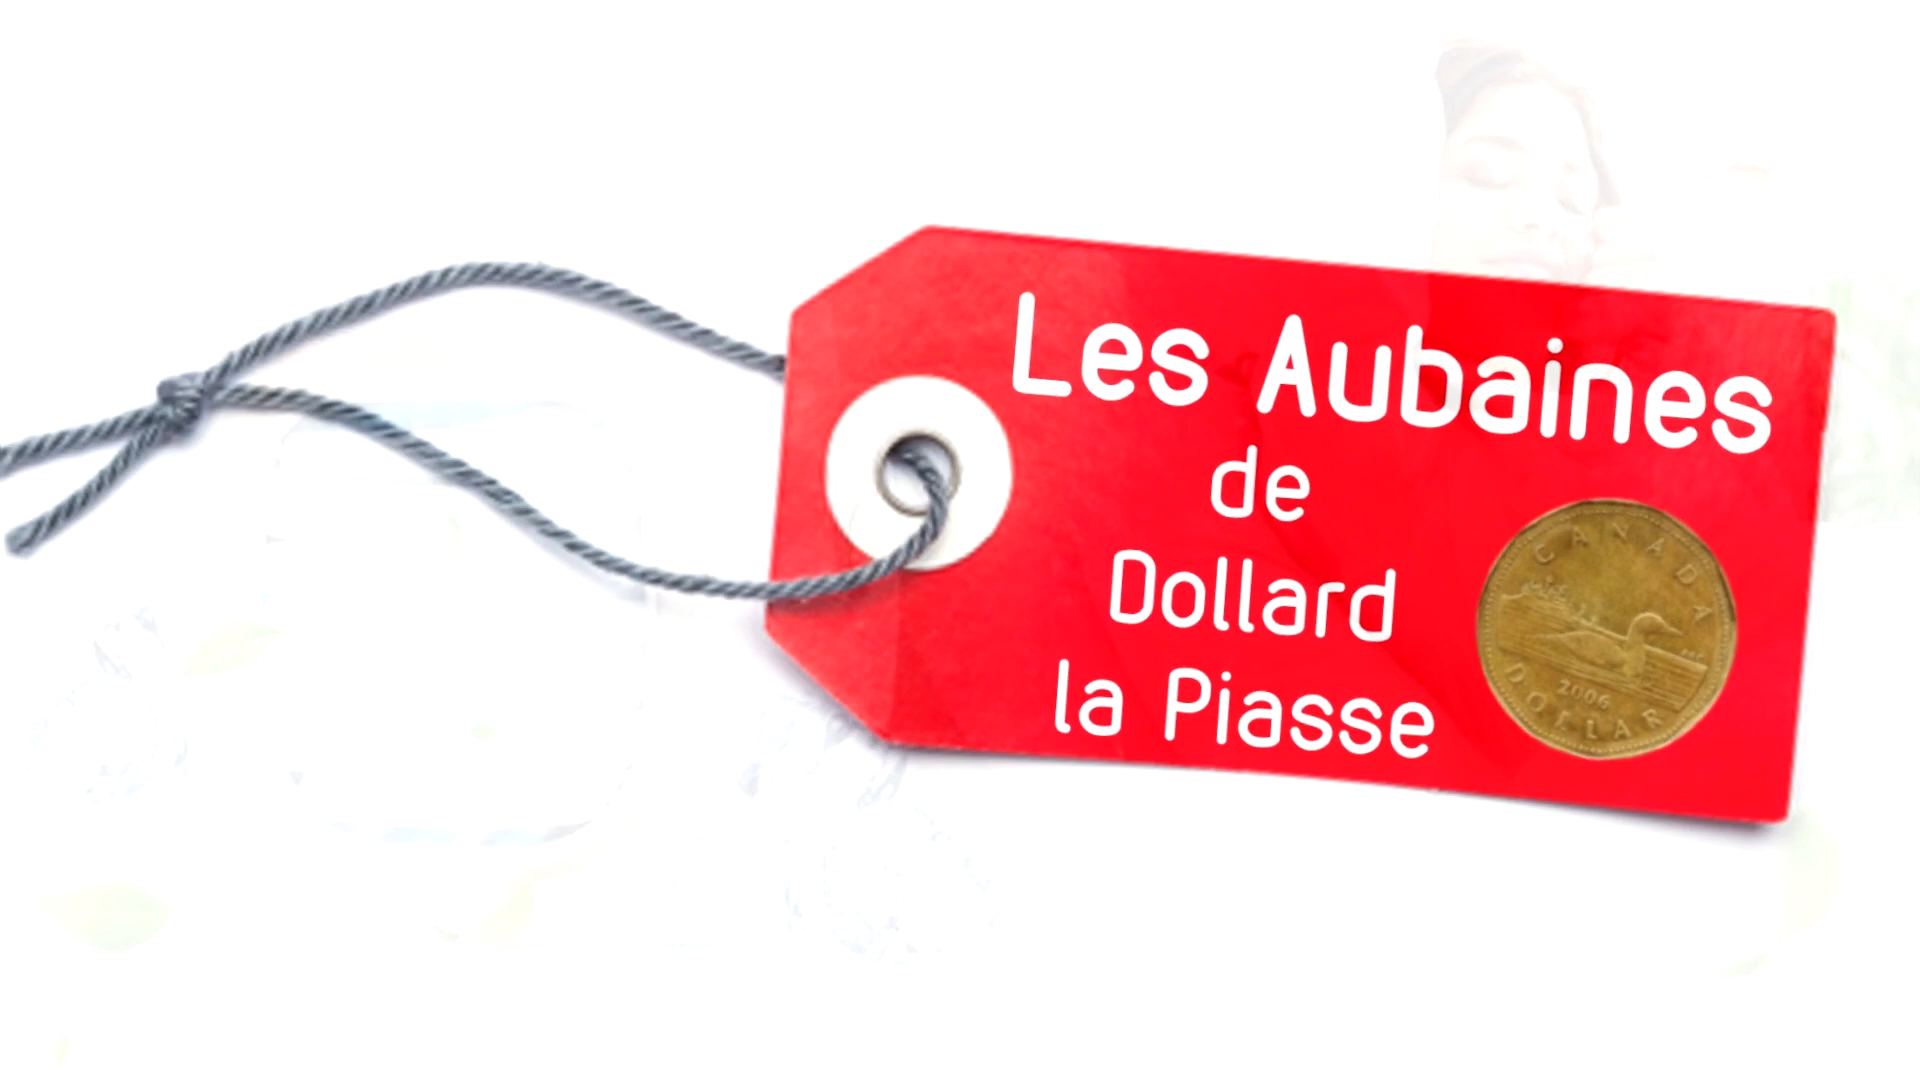 Les Aubaines
de
Dollard
la Piasse
CANADA
2006
DOLLAR